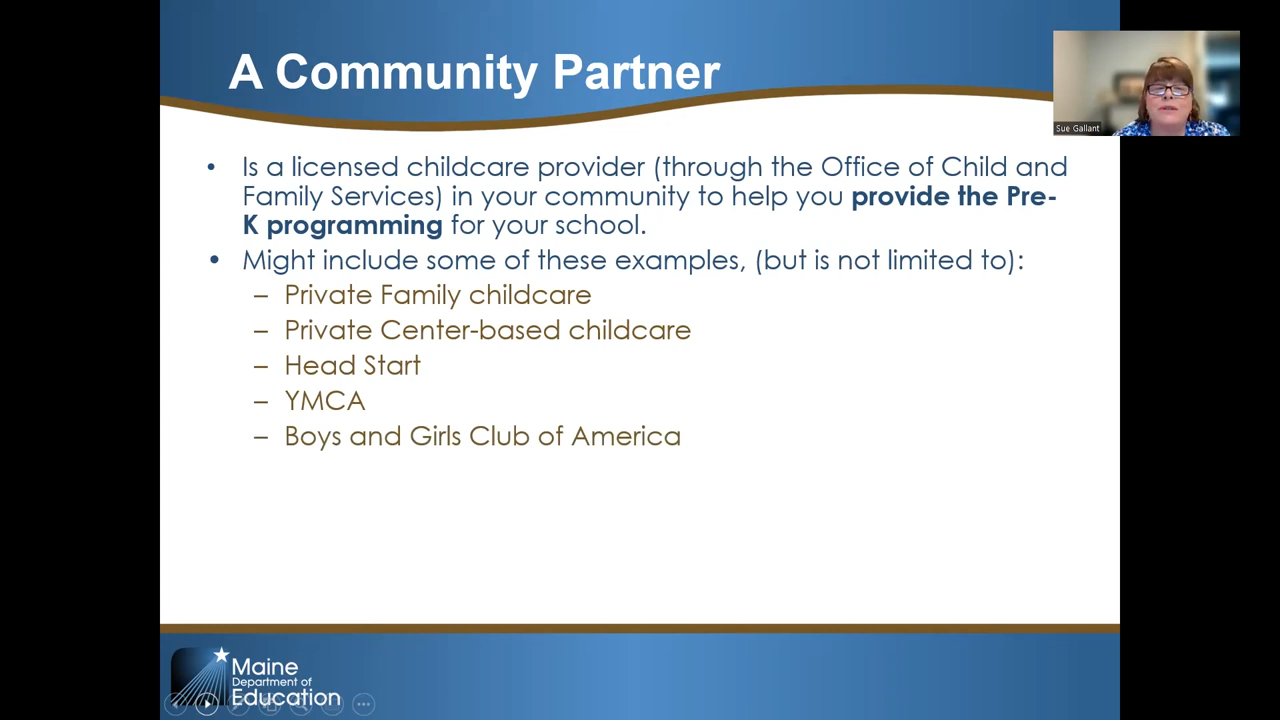 A Community Partner
Sue Gallant
• Is a licensed childcare provider (through the Office of Child and
Family Services) in your community to help you provide the Pre-
K programming for your school.
• Might include some of these examples, (but is not limited to):
– Private Family childcare
– Private Center-based childcare
– Head Start
– YMCA
– Boys and Girls Club of America
Maine
Department of
Education